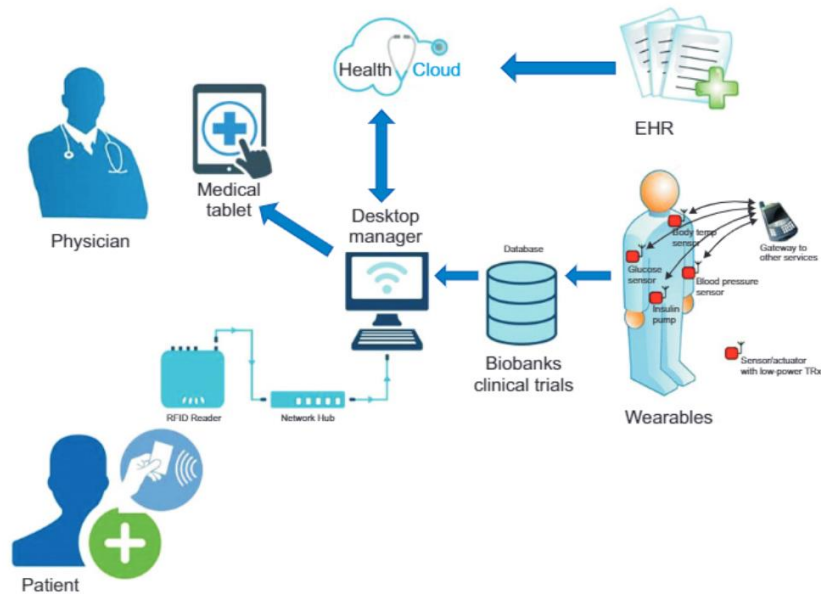 Health Cloud
EHR
Medical
tablet
Physician
Desktop
manager
Database
Body temp
sensor
Gateway to
other services
Glucose
sensor
Blood pressure
sensor
Insulin
pump
Biobanks
clinical trials
Sensor/actuator
with low-power TRx
Wearables
RFID Reader
Network Hub
Patient